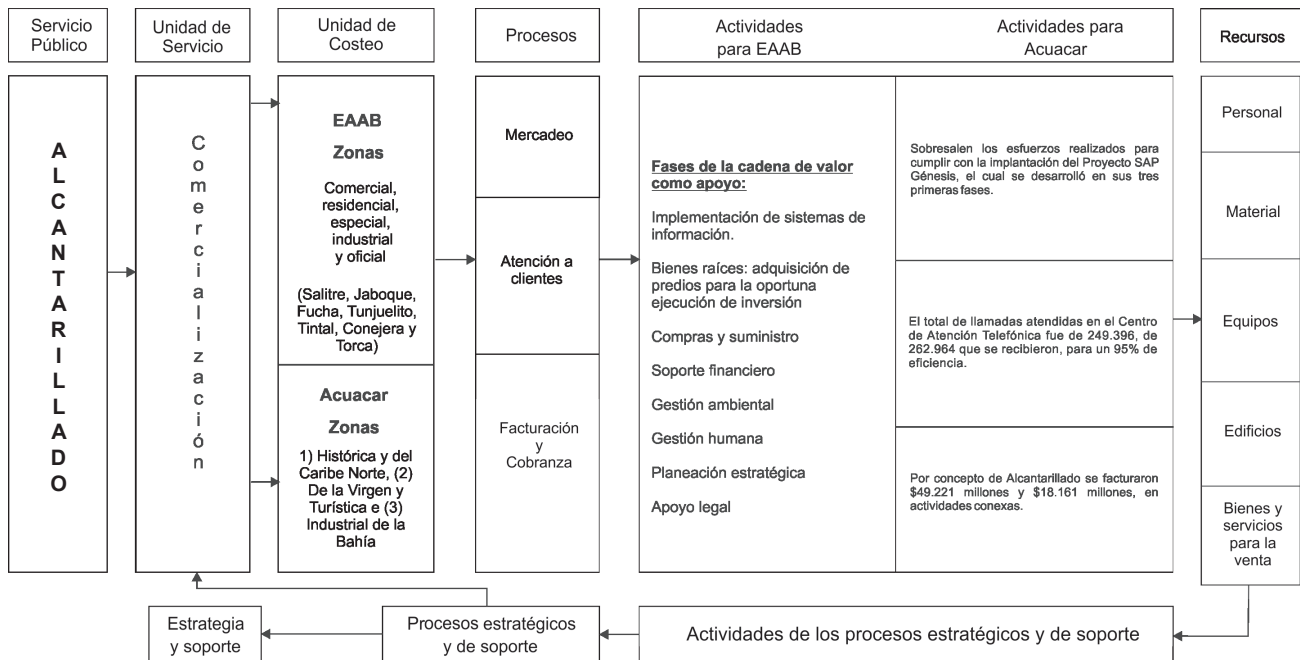 Servicio
Público
Unidad de
Servicio
Unidad de
Costeo
Procesos
Actividades
para EAAB
Actividades para
Acuacar
Recursos
ALCANTARILLADO
Comercialización
EAAB
Zonas
Comercial,
residencial,
especial,
industrial
y oficial
(Salitre, Jaboque,
Fucha, Tunjuelito,
Tintal, Conejera y
Torca)
Acuacar
Zonas
1) Histórica y del
Caribe Norte, (2)
De la Virgen y
Turística e (3)
Industrial de la
Bahía
Mercadeo
Atención a
clientes
Facturación
y
Cobranza
Fases de la cadena de valor
como apoyo:
Implementación de sistemas de
información.
Bienes raíces: adquisición de
predios para la oportuna
ejecución de inversión
Compras y suministro
Soporte financiero
Gestión ambiental
Gestión humana
Planeación estratégica
Apoyo legal
Sobresalen los esfuerzos realizados para
cumplir con la implantación del Proyecto SAP
Génesis, el cual se desarrolló en sus tres
primeras fases.
El total de llamadas atendidas en el Centro
de Atención Telefónica fue de 249.396, de
262.964 que se recibieron, para un 95% de
eficiencia.
Por concepto de Alcantarillado se facturaron
$49.221 millones y $18.161 millones, en
actividades conexas.
Personal
Material
Equipos
Edificios
Bienes y
servicios
para la
venta
Estrategia
y soporte
Procesos estratégicos
y de soporte
Actividades de los procesos estratégicos y de soporte